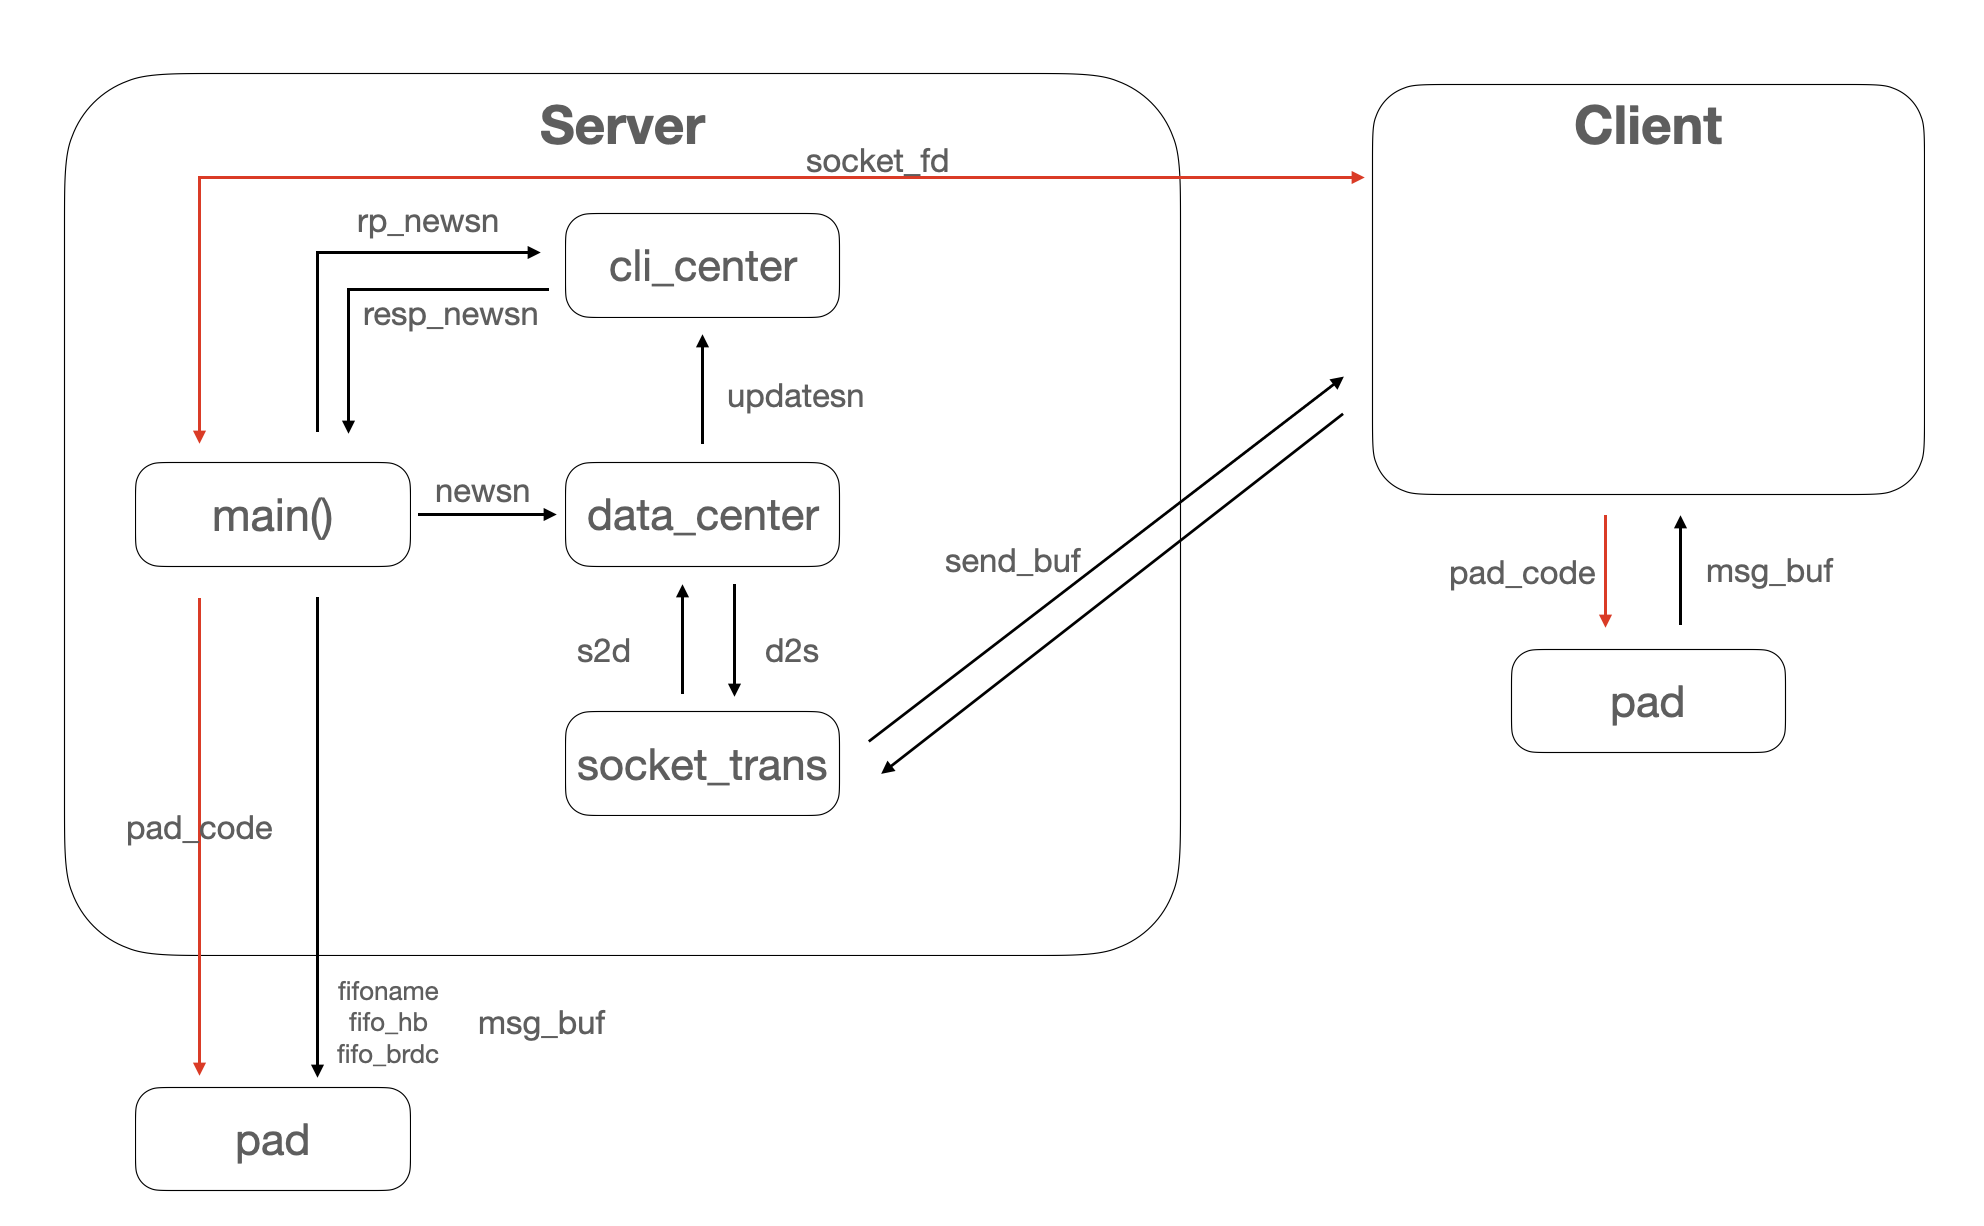 Server
Client
socket_fd
rp_newsn
cli_center
resp_newsn
updatesn
main()
newsn
data_center
send_buf
pad_code
msg_buf
s2d
d2s
pad
socket_trans
pad_code
fifoname
fifo_hb
fifo_brdc
msg_buf
pad